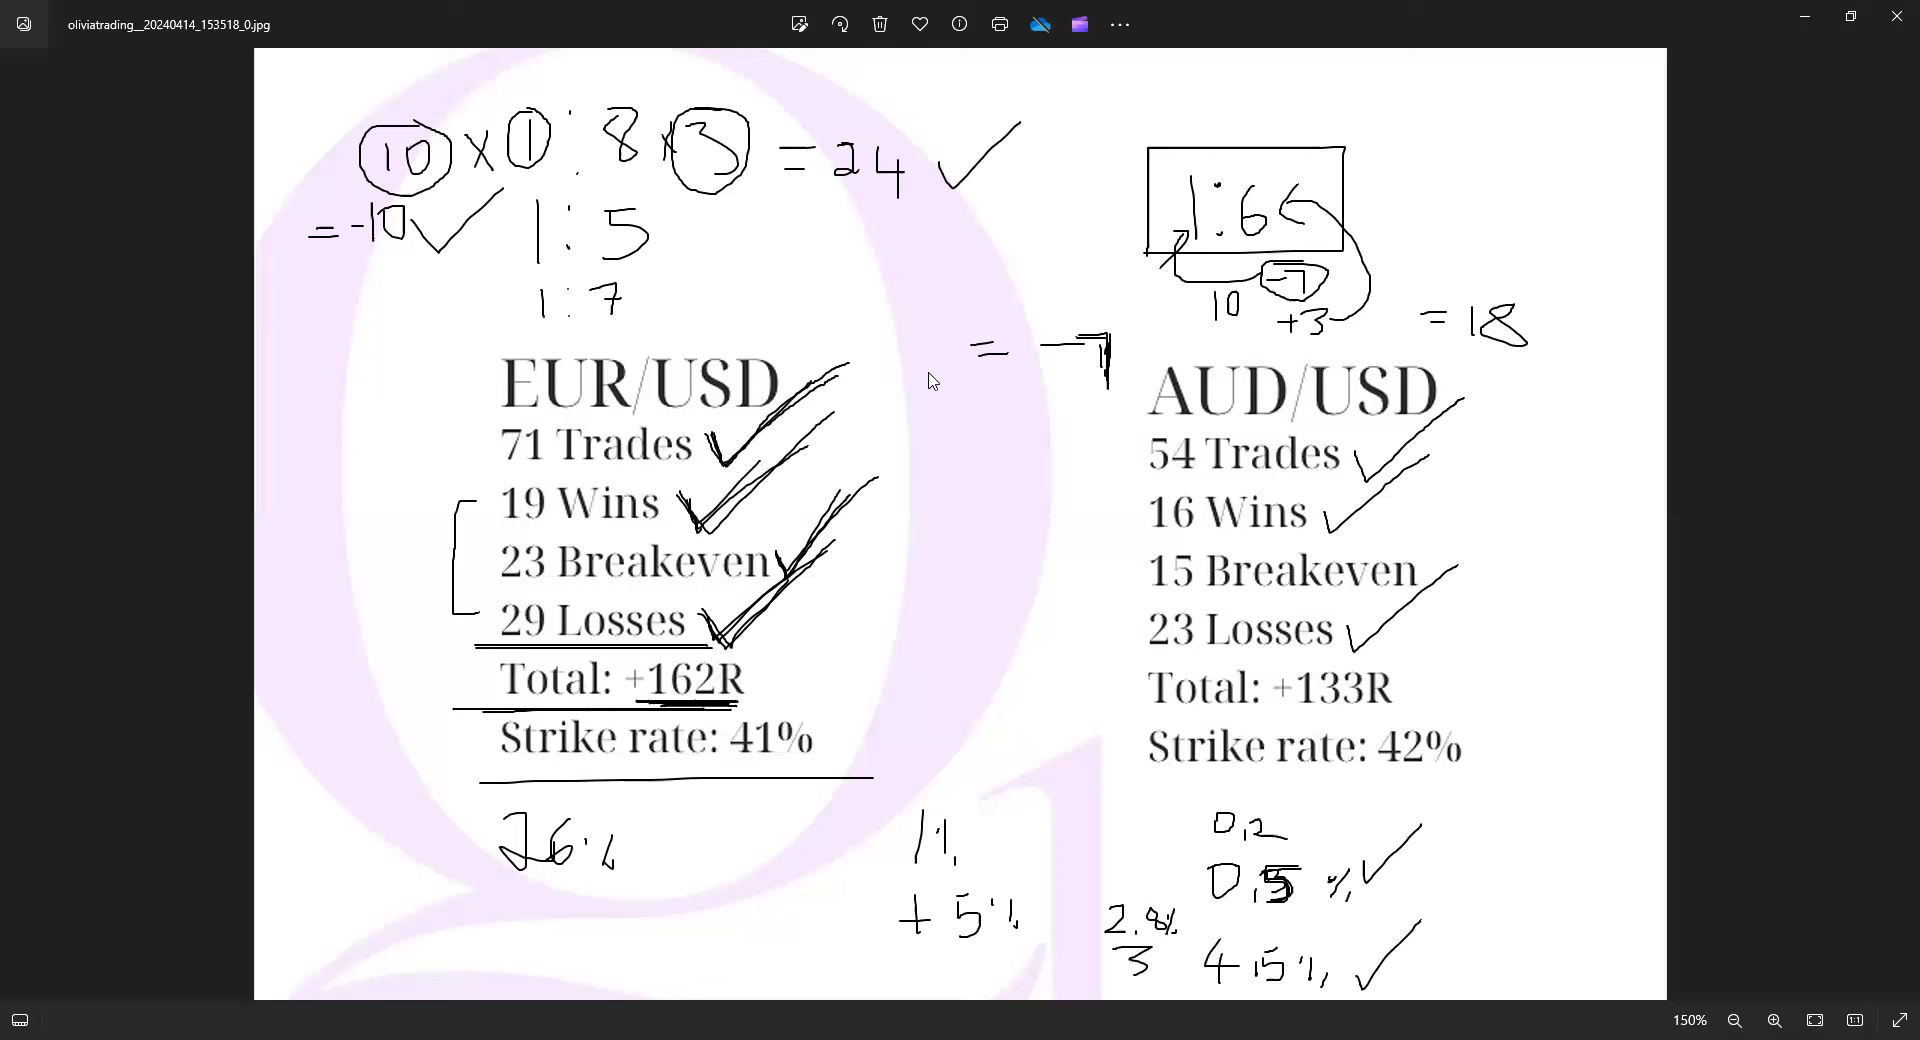 oliviatrading__20240414_153518_0.jpg
10 x 1 : 8 x 3 = 24
= -10
1 : 5
1 : 7
1:6
10 -7
+3
= 18
= -7
EUR/USD
71 Trades
19 Wins
23 Breakeven
29 Losses
Total: +162R
Strike rate: 41%
26%
AUD/USD
54 Trades
16 Wins
15 Breakeven
23 Losses
Total: +133R
Strike rate: 42%
1%
+ 5%
0,2
0,5 %
2.8%
3
4,5%
150%